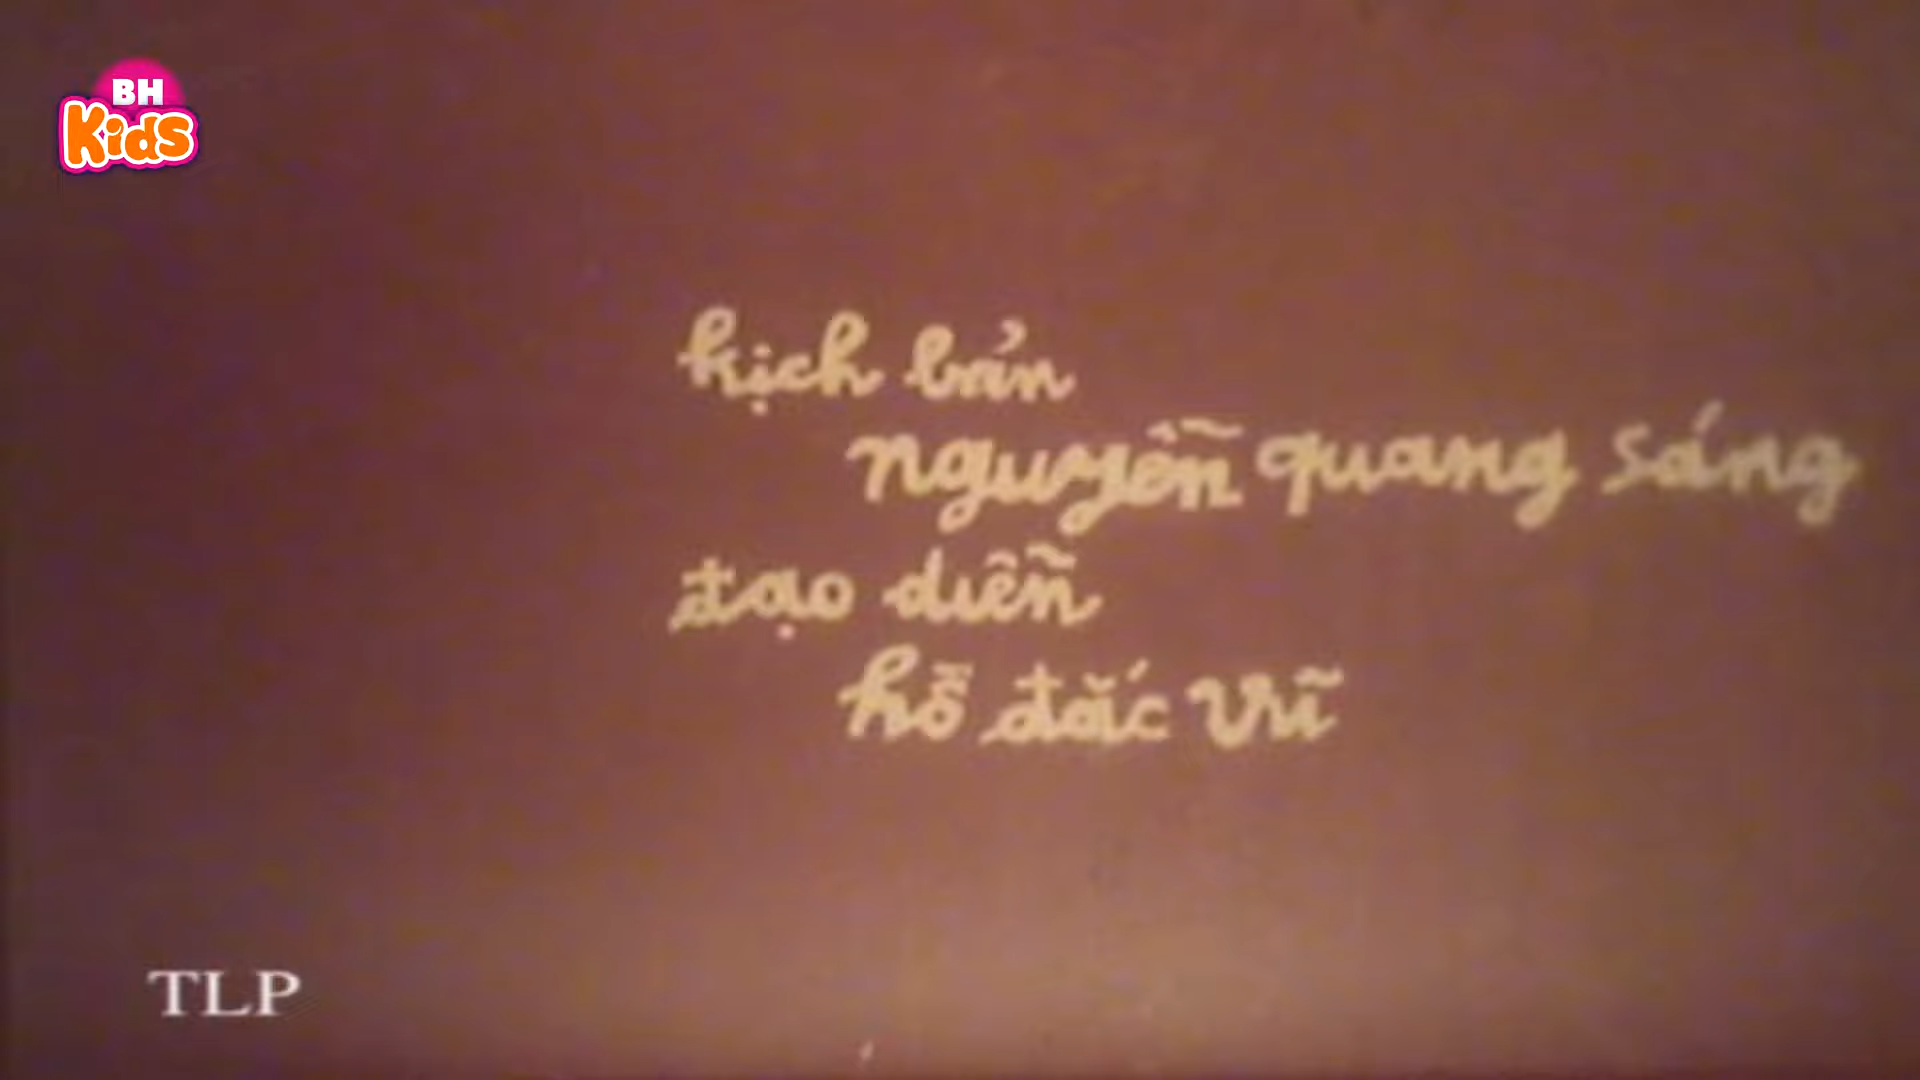 BH
Kids
kịch bản
nguyễn quang sáng
đạo diễn
hồ đắc vũ
TLP